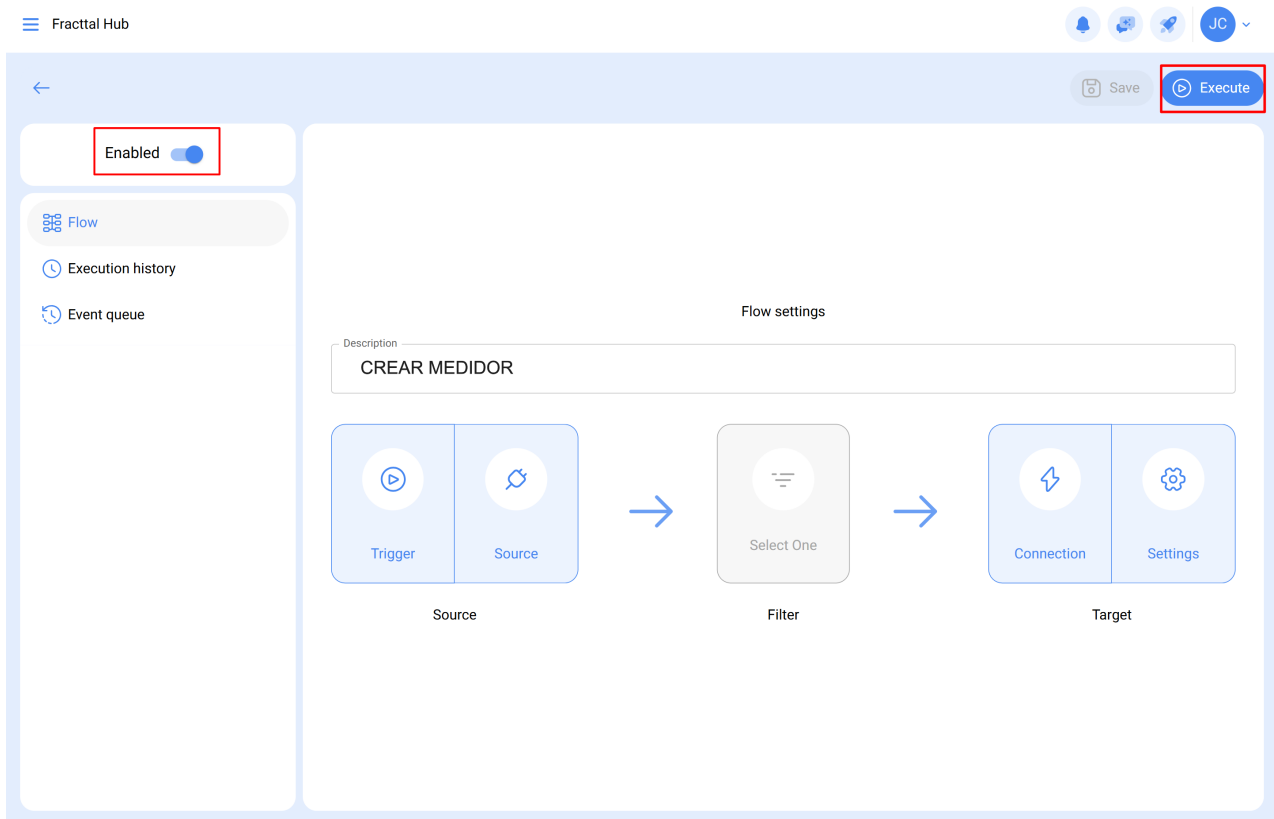 Fracttal Hub
JC
Save
Execute
Enabled
Flow
Execution history
Event queue
Flow settings
Description
CREAR MEDIDOR
Trigger
Source
Select One
Connection
Settings
Source
Filter
Target